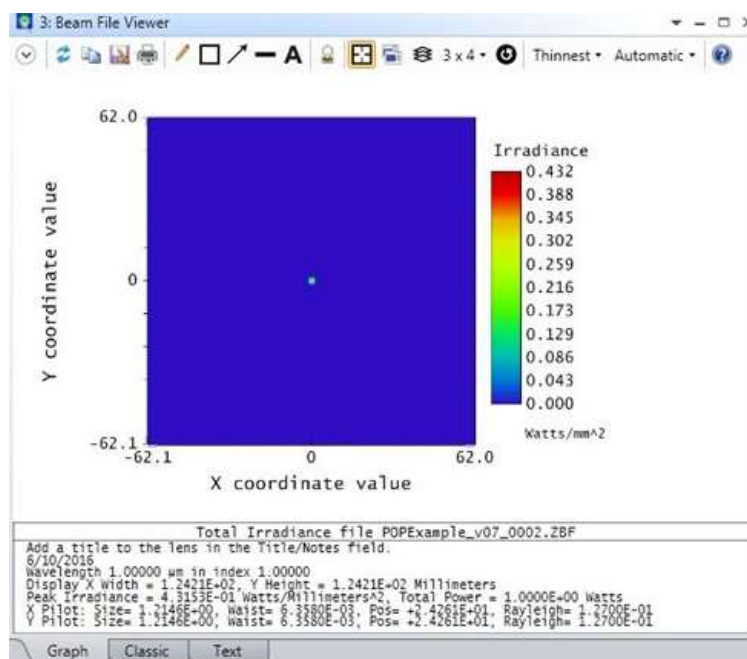 3: Beam File Viewer
A 3 x 4 Thinnest Automatic
62.0
0
-62.1
Y coordinate value
-62.1 0 62.0
X coordinate value
Irradiance
0.432
0.388
0.345
0.302
0.259
0.216
0.173
0.129
0.086
0.043
0.000
Watts/mm^2
Total Irradiance file POPExample_v07_0002.ZBF
Add a title to the lens in the Title/Notes field.
6/10/2016
Wavelength 1.00000 µm in index 1.00000
Display X Width = 1.2421E+02, Y Height = 1.2421E+02 Millimeters
Peak Irradiance = 4.3153E-01 Watts/Millimeters^2, Total Power = 1.0000E+00 Watts
X Pilot: Size= 1.2146E+00, Waist= 6.3580E-03, Pos= +2.4261E+01, Rayleigh= 1.2700E-01
Y Pilot: Size= 1.2146E+00, Waist= 6.3580E-03, Pos= +2.4261E+01, Rayleigh= 1.2700E-01
Graph Classic Text